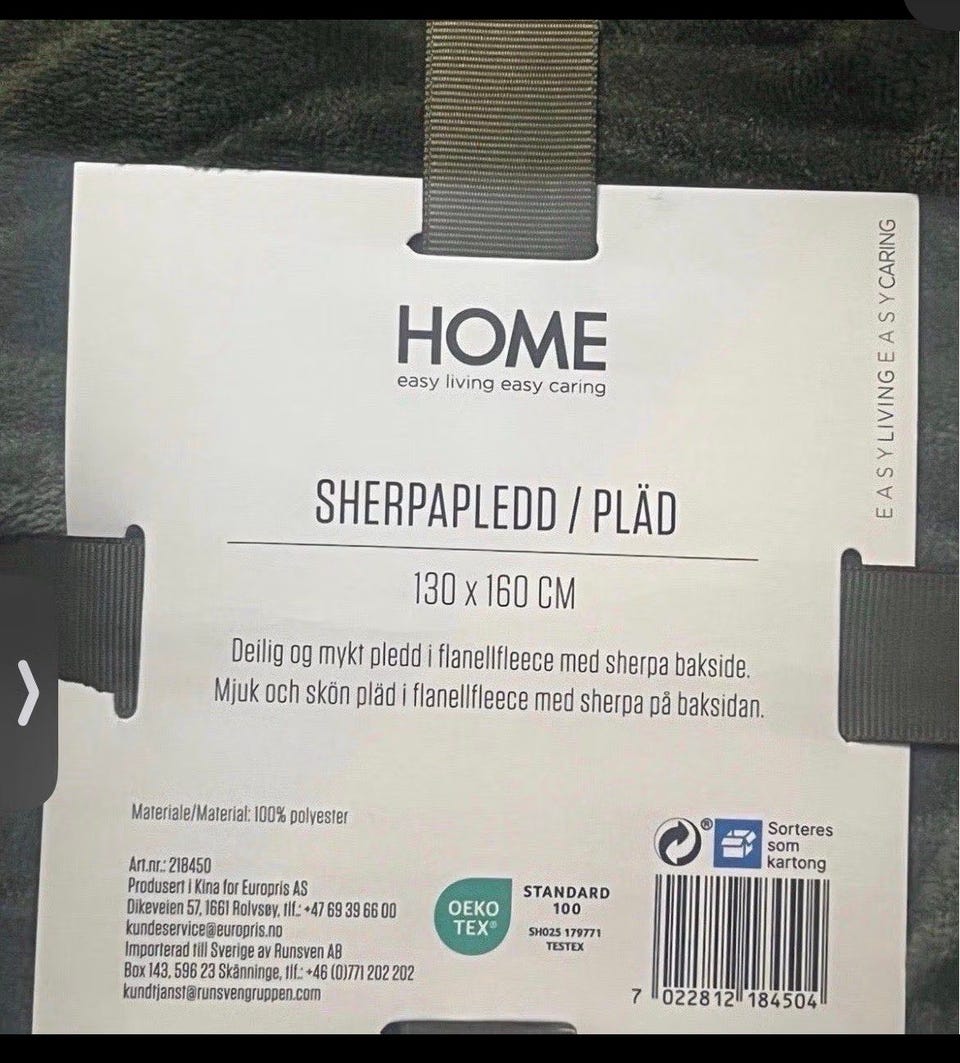 HOME
easy living easy caring
EASY LIVING EASY CARING
SHERPAPLEDD / PLÄD
130 x 160 CM
Deilig og mykt pledd i flanellfleece med sherpa bakside.
Mjuk och skön pläd i flanellfleece med sherpa på baksidan.
Materiale/Material: 100% polyester
Art.nr.: 218450
Produsert i Kina for Europris AS
Dikeveien 57, 1661 Rolvsøy, tlf.: +47 69 39 66 00
kundeservice@europris.no
Importerad till Sverige av Runsven AB
Box 143, 596 23 Skänninge, tlf.: +46 (0)771 202 202
kundtjanst@runsvengruppen.com
OEKO
TEX®
STANDARD
100
SH025 179771
TESTEX
®
Sorteres
som
kartong
7 022812 184504